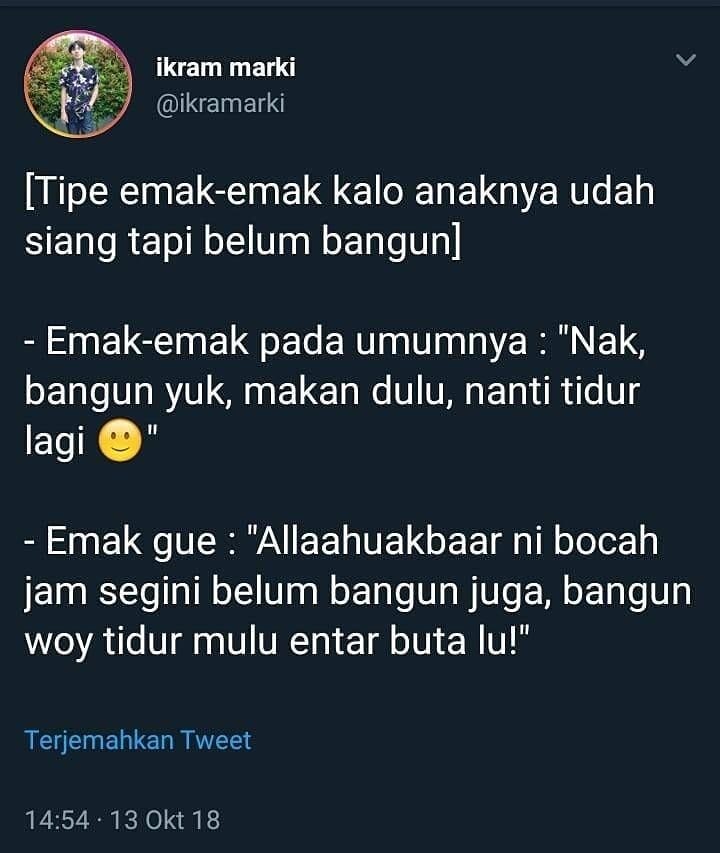 ikram marki
@ikramarki
[Tipe emak-emak kalo anaknya udah
siang tapi belum bangun]
- Emak-emak pada umumnya : "Nak,
bangun yuk, makan dulu, nanti tidur
lagi 🙂"
- Emak gue : "Allaahuakbaar ni bocah
jam segini belum bangun juga, bangun
woy tidur mulu entar buta lu!"
Terjemahkan Tweet
14:54 · 13 Okt 18